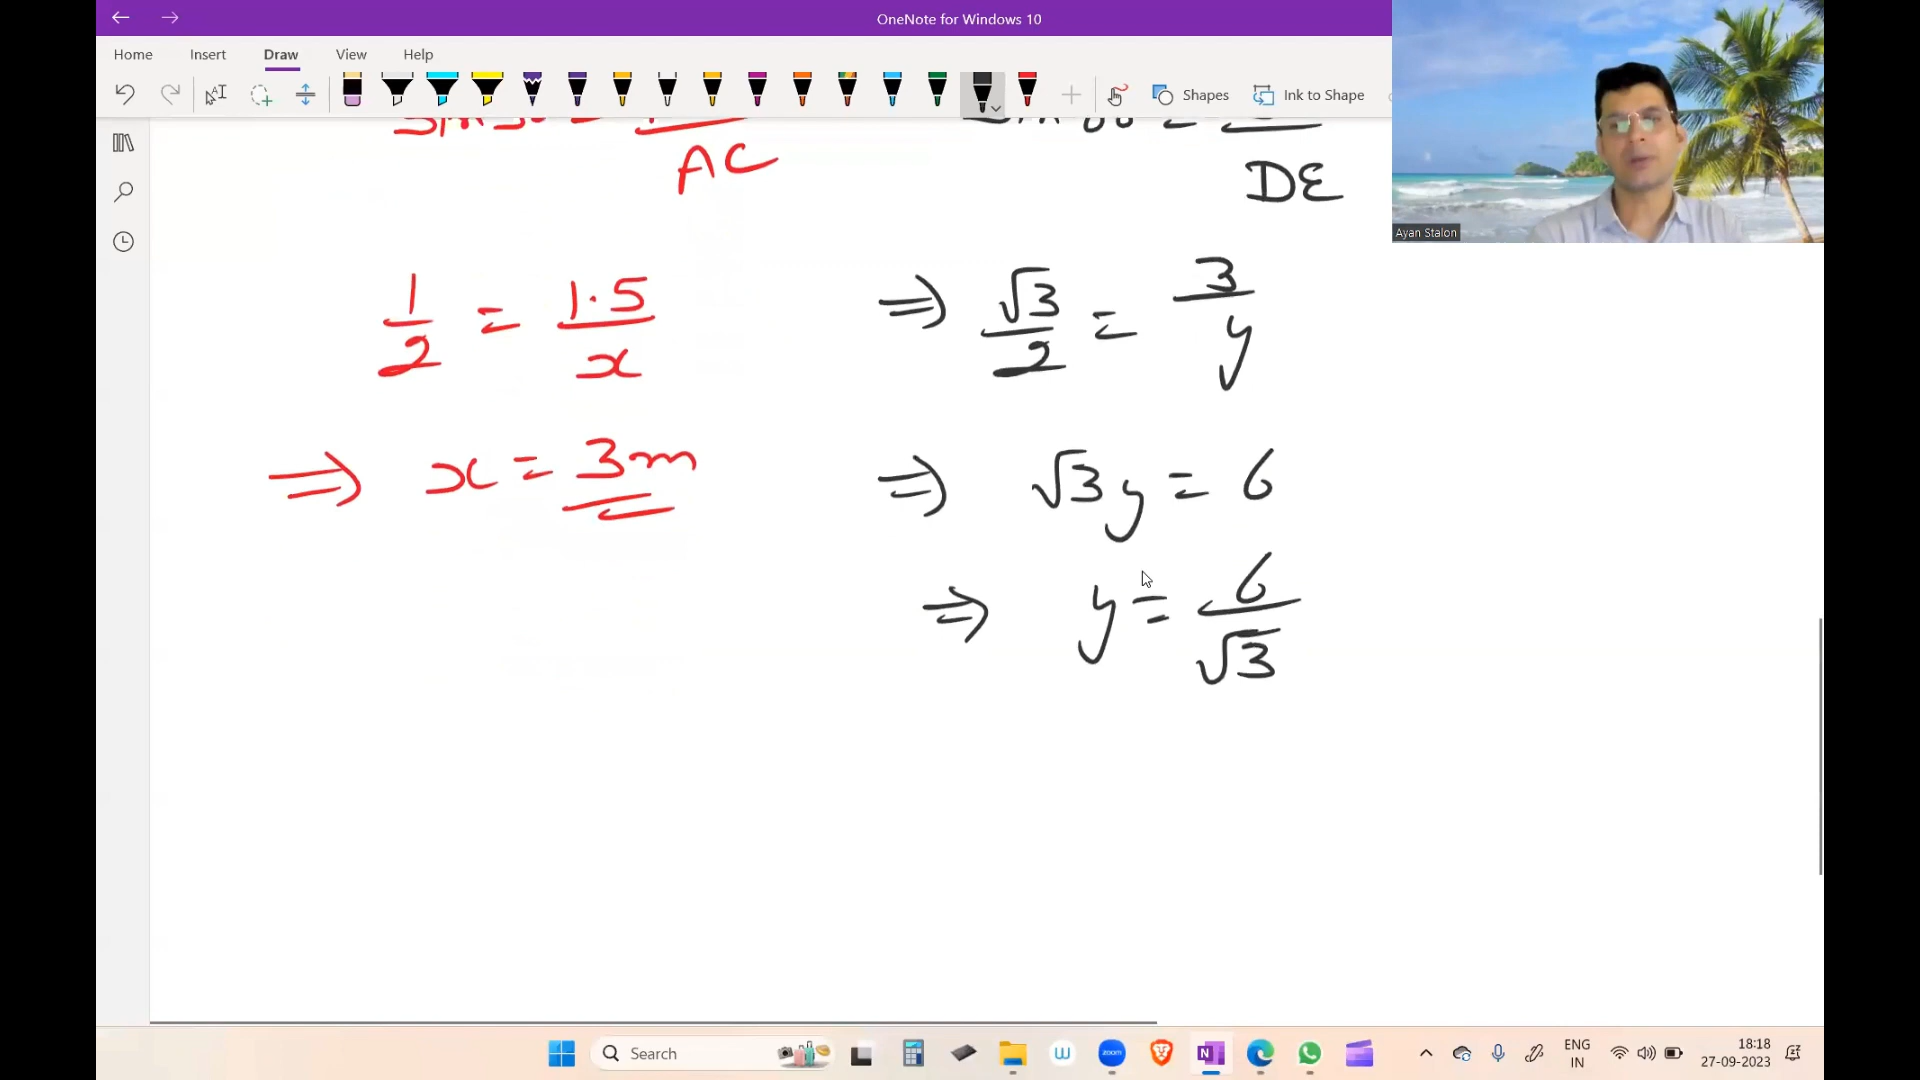 OneNote for Windows 10
Home Insert Draw View Help
Shapes Ink to Shape
Ayan Stalon
AC
DE
1/2 = 1.5/x
⇒ √3/2 = 3/y
⇒ x = 3m
⇒ √3y = 6
⇒ y = 6/√3
Search
zoom
ENG
IN
18:18
27-09-2023